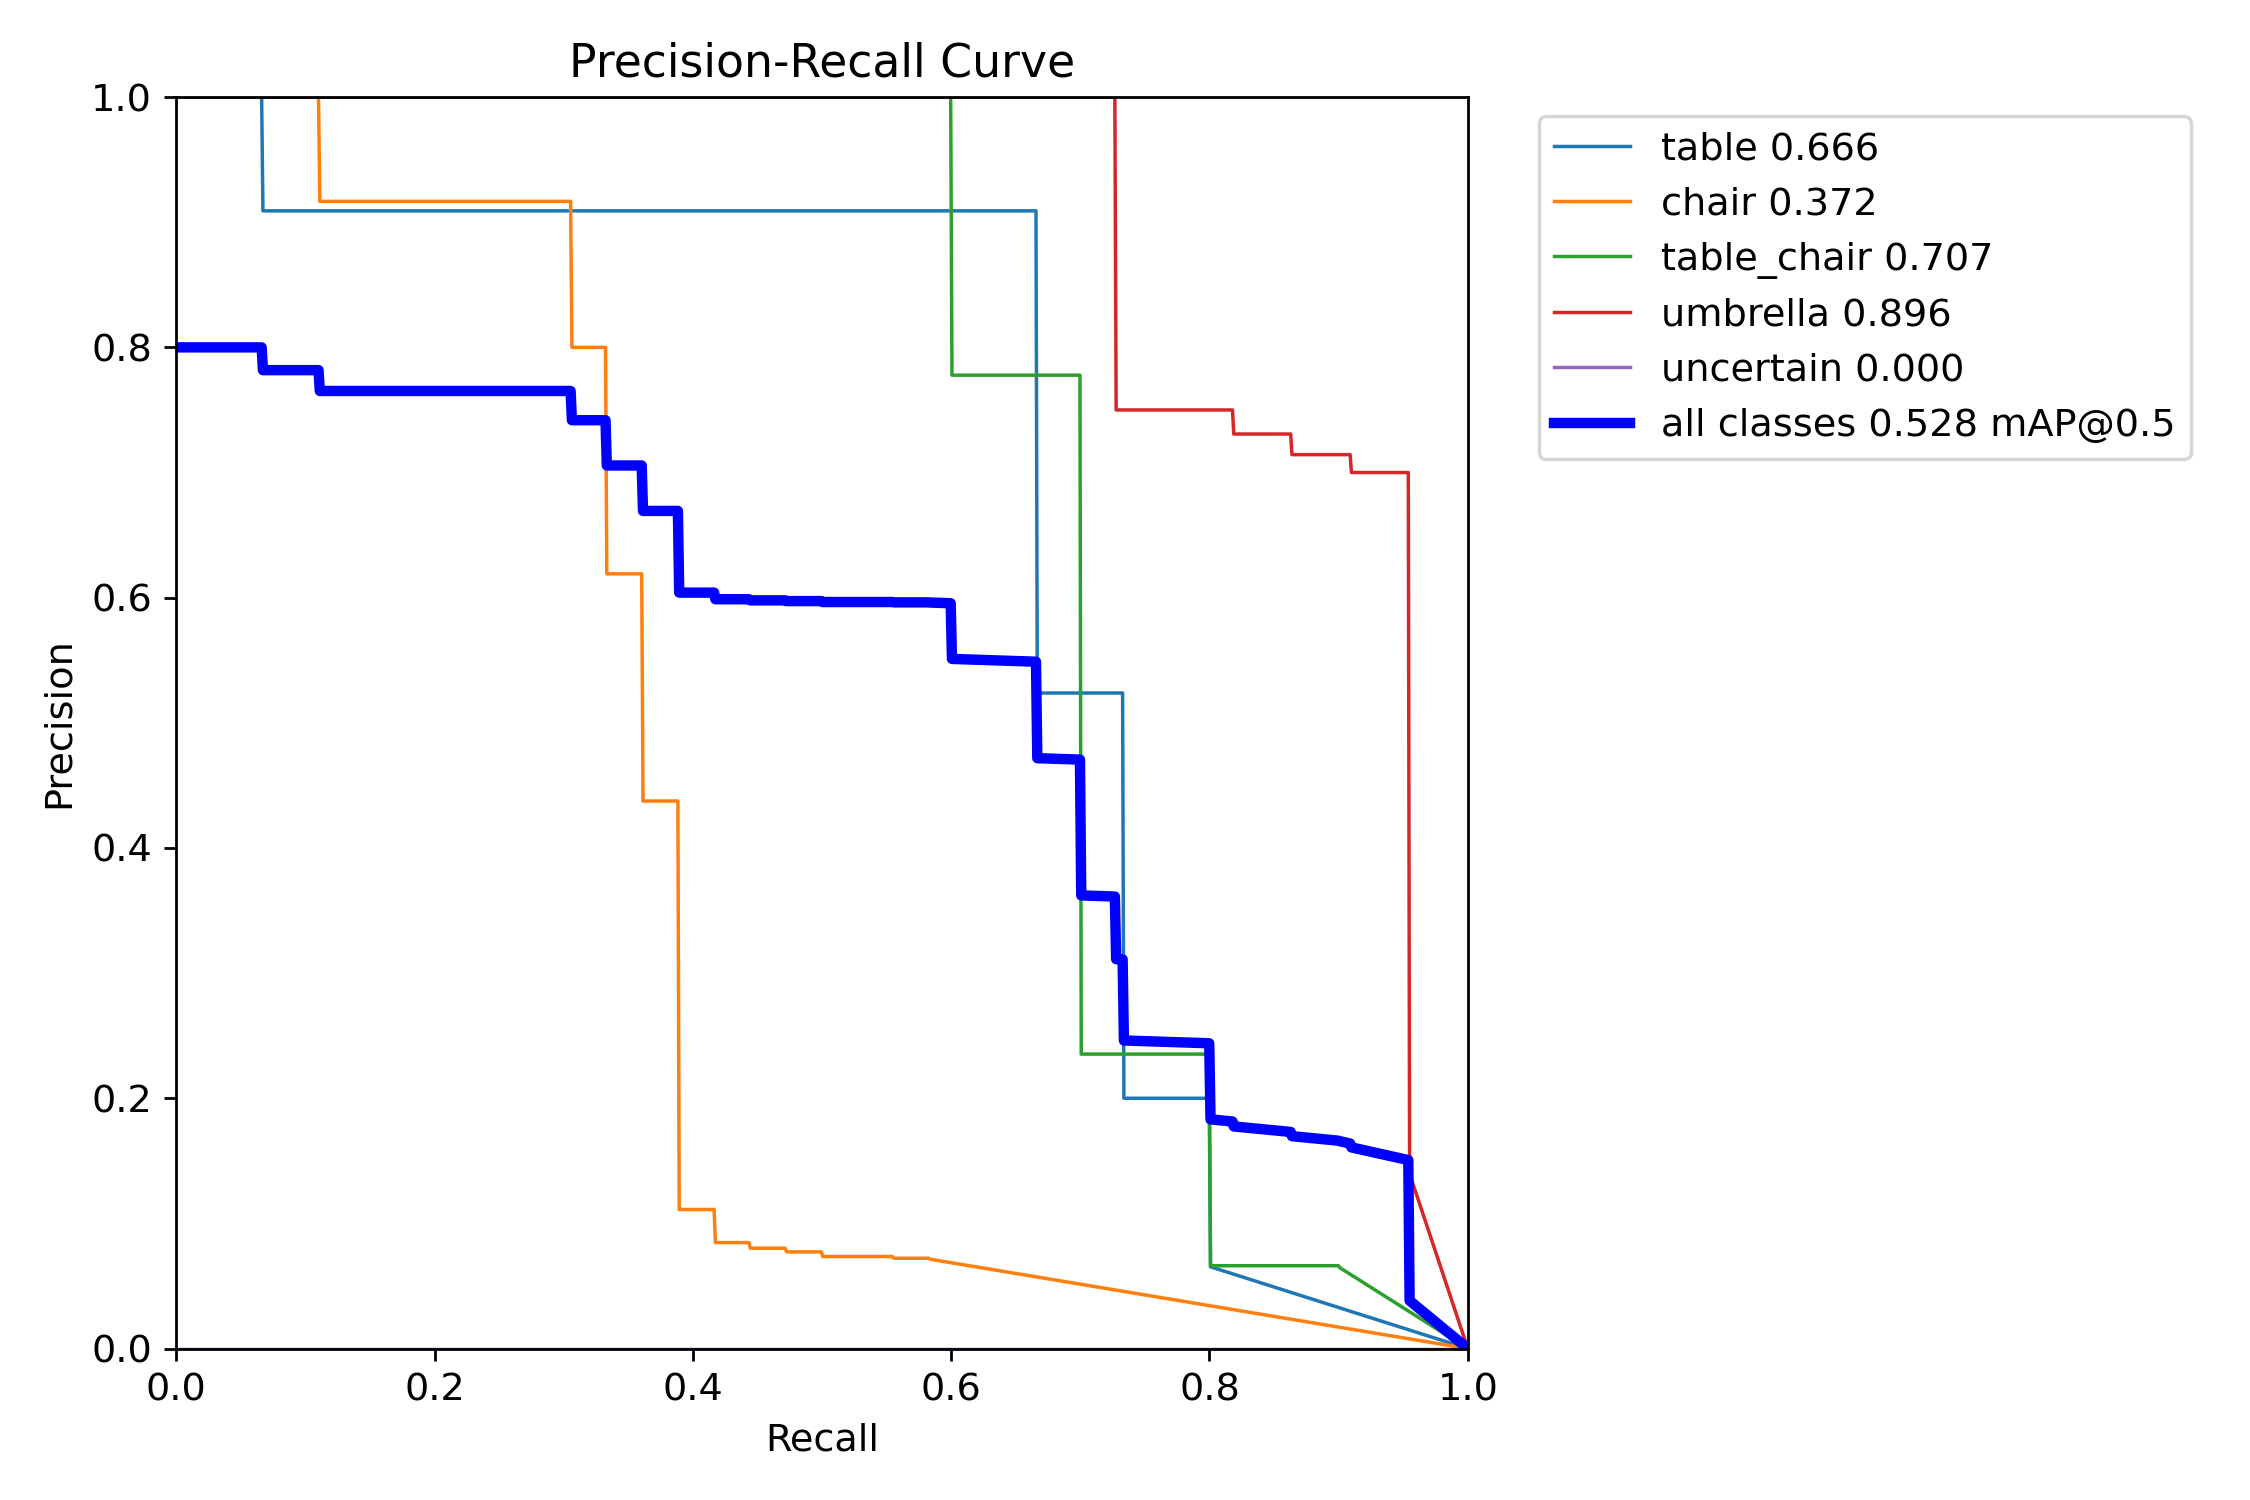 Precision-Recall Curve
1.0
0.8
0.6
0.4
0.2
0.0
Precision
0.0 0.2 0.4 0.6 0.8 1.0
Recall
table 0.666
chair 0.372
table_chair 0.707
umbrella 0.896
uncertain 0.000
all classes 0.528 mAP@0.5